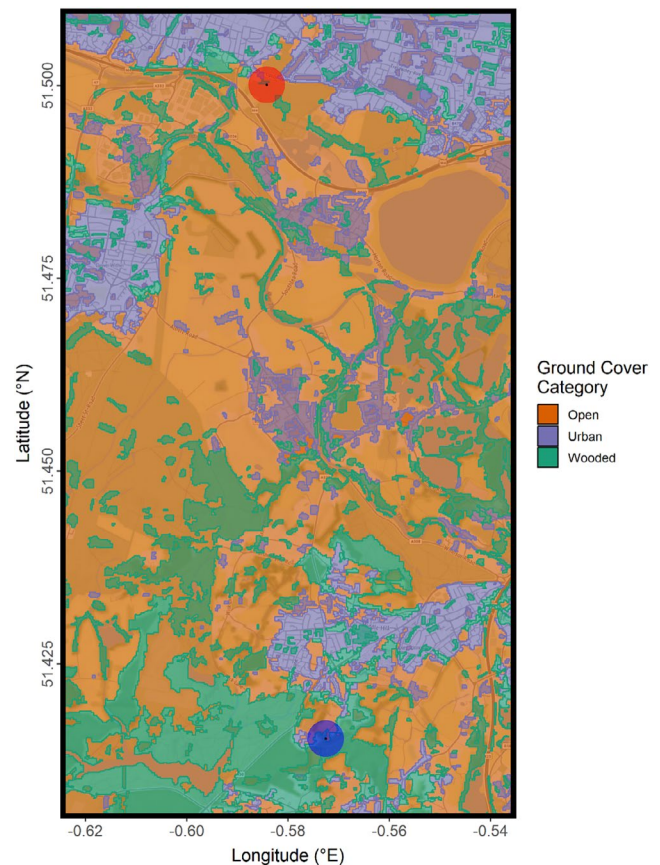 51.500
51.475
51.450
51.425
Latitude (°N)
-0.62
-0.60
-0.58
-0.56
-0.54
Longitude (°E)
Ground Cover
Category
Open
Urban
Wooded